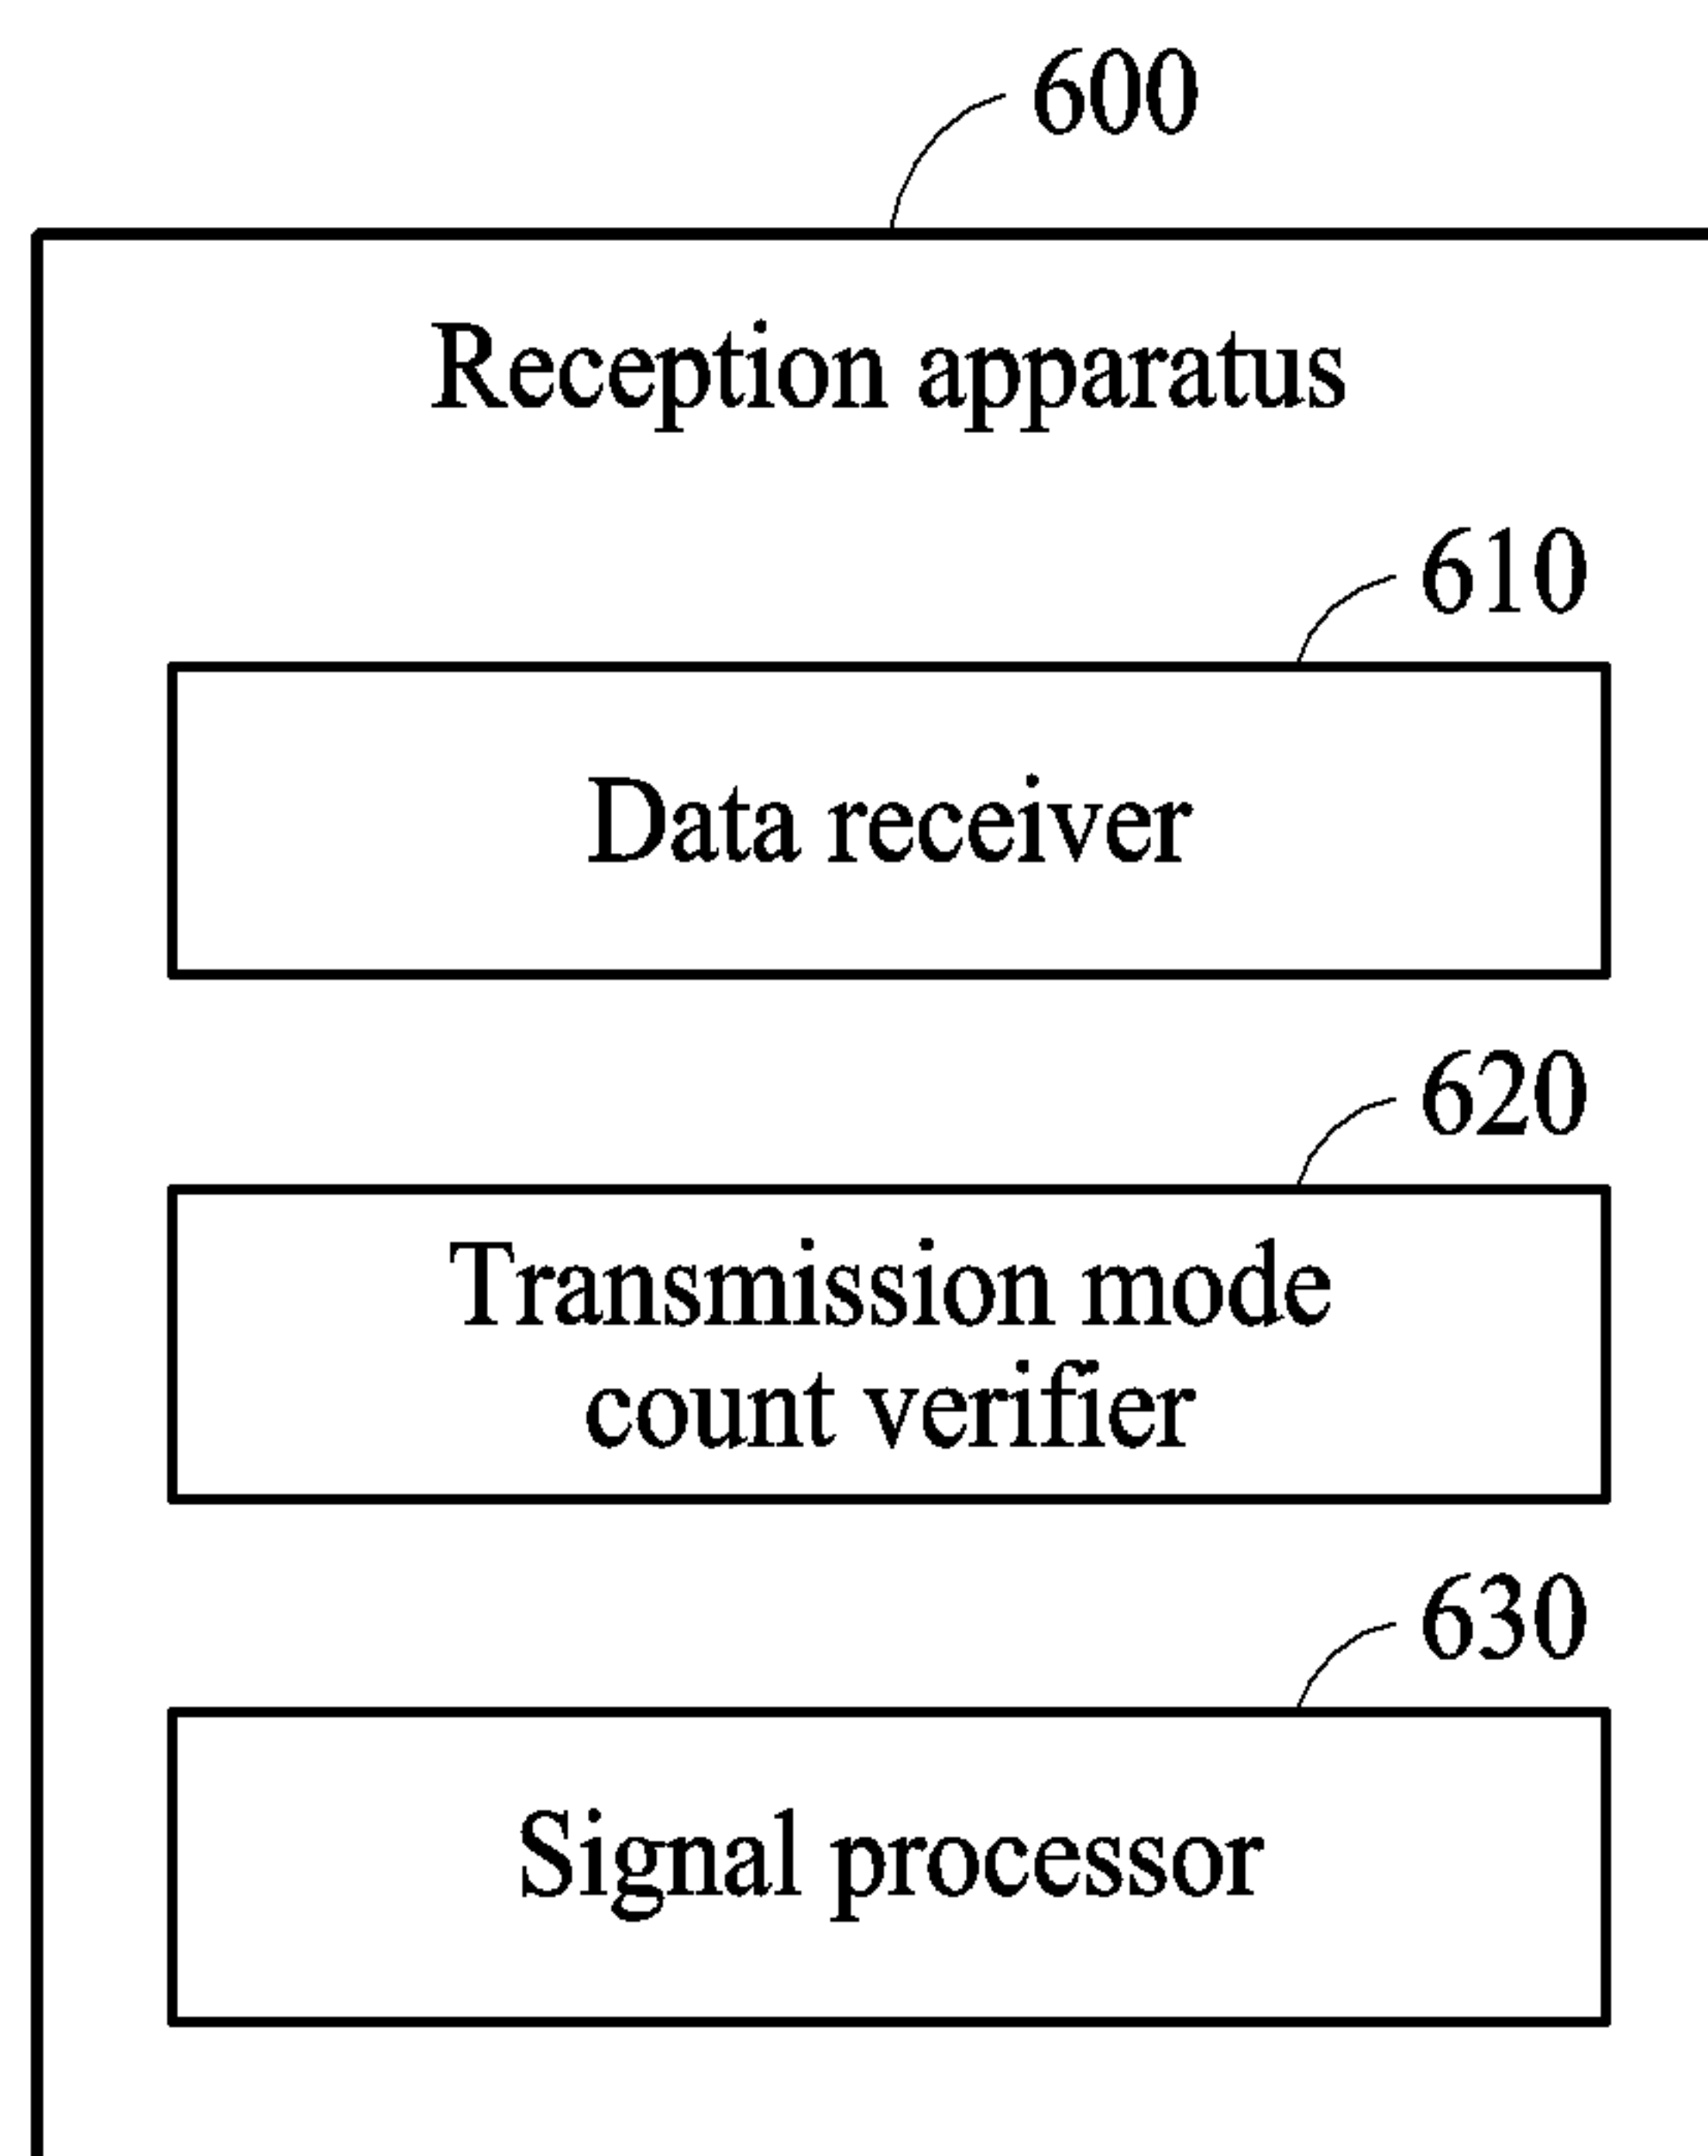 600
Reception apparatus
610
Data receiver
620
Transmission mode
count verifier
630
Signal processor